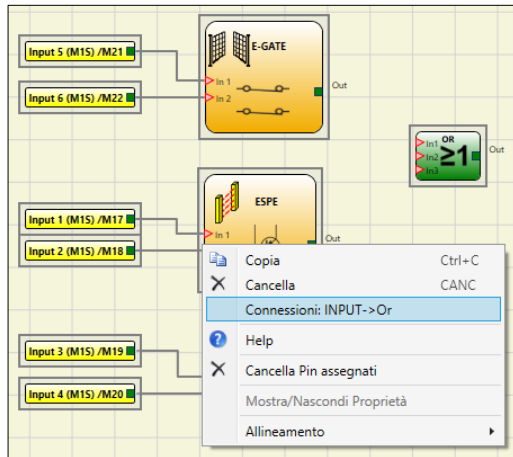 Input 5 (M1S) /M21
Input 6 (M1S) /M22
E-GATE
In 1
In 2
Out
OR
In1
In2
In3
≥1
Out
Input 1 (M1S) /M17
Input 2 (M1S) /M18
ESPE
In 1
Out
Input 3 (M1S) /M19
Input 4 (M1S) /M20
Copia Ctrl+C
Cancella CANC
Connessioni: INPUT->Or
Help
Cancella Pin assegnati
Mostra/Nascondi Proprietà
Allineamento